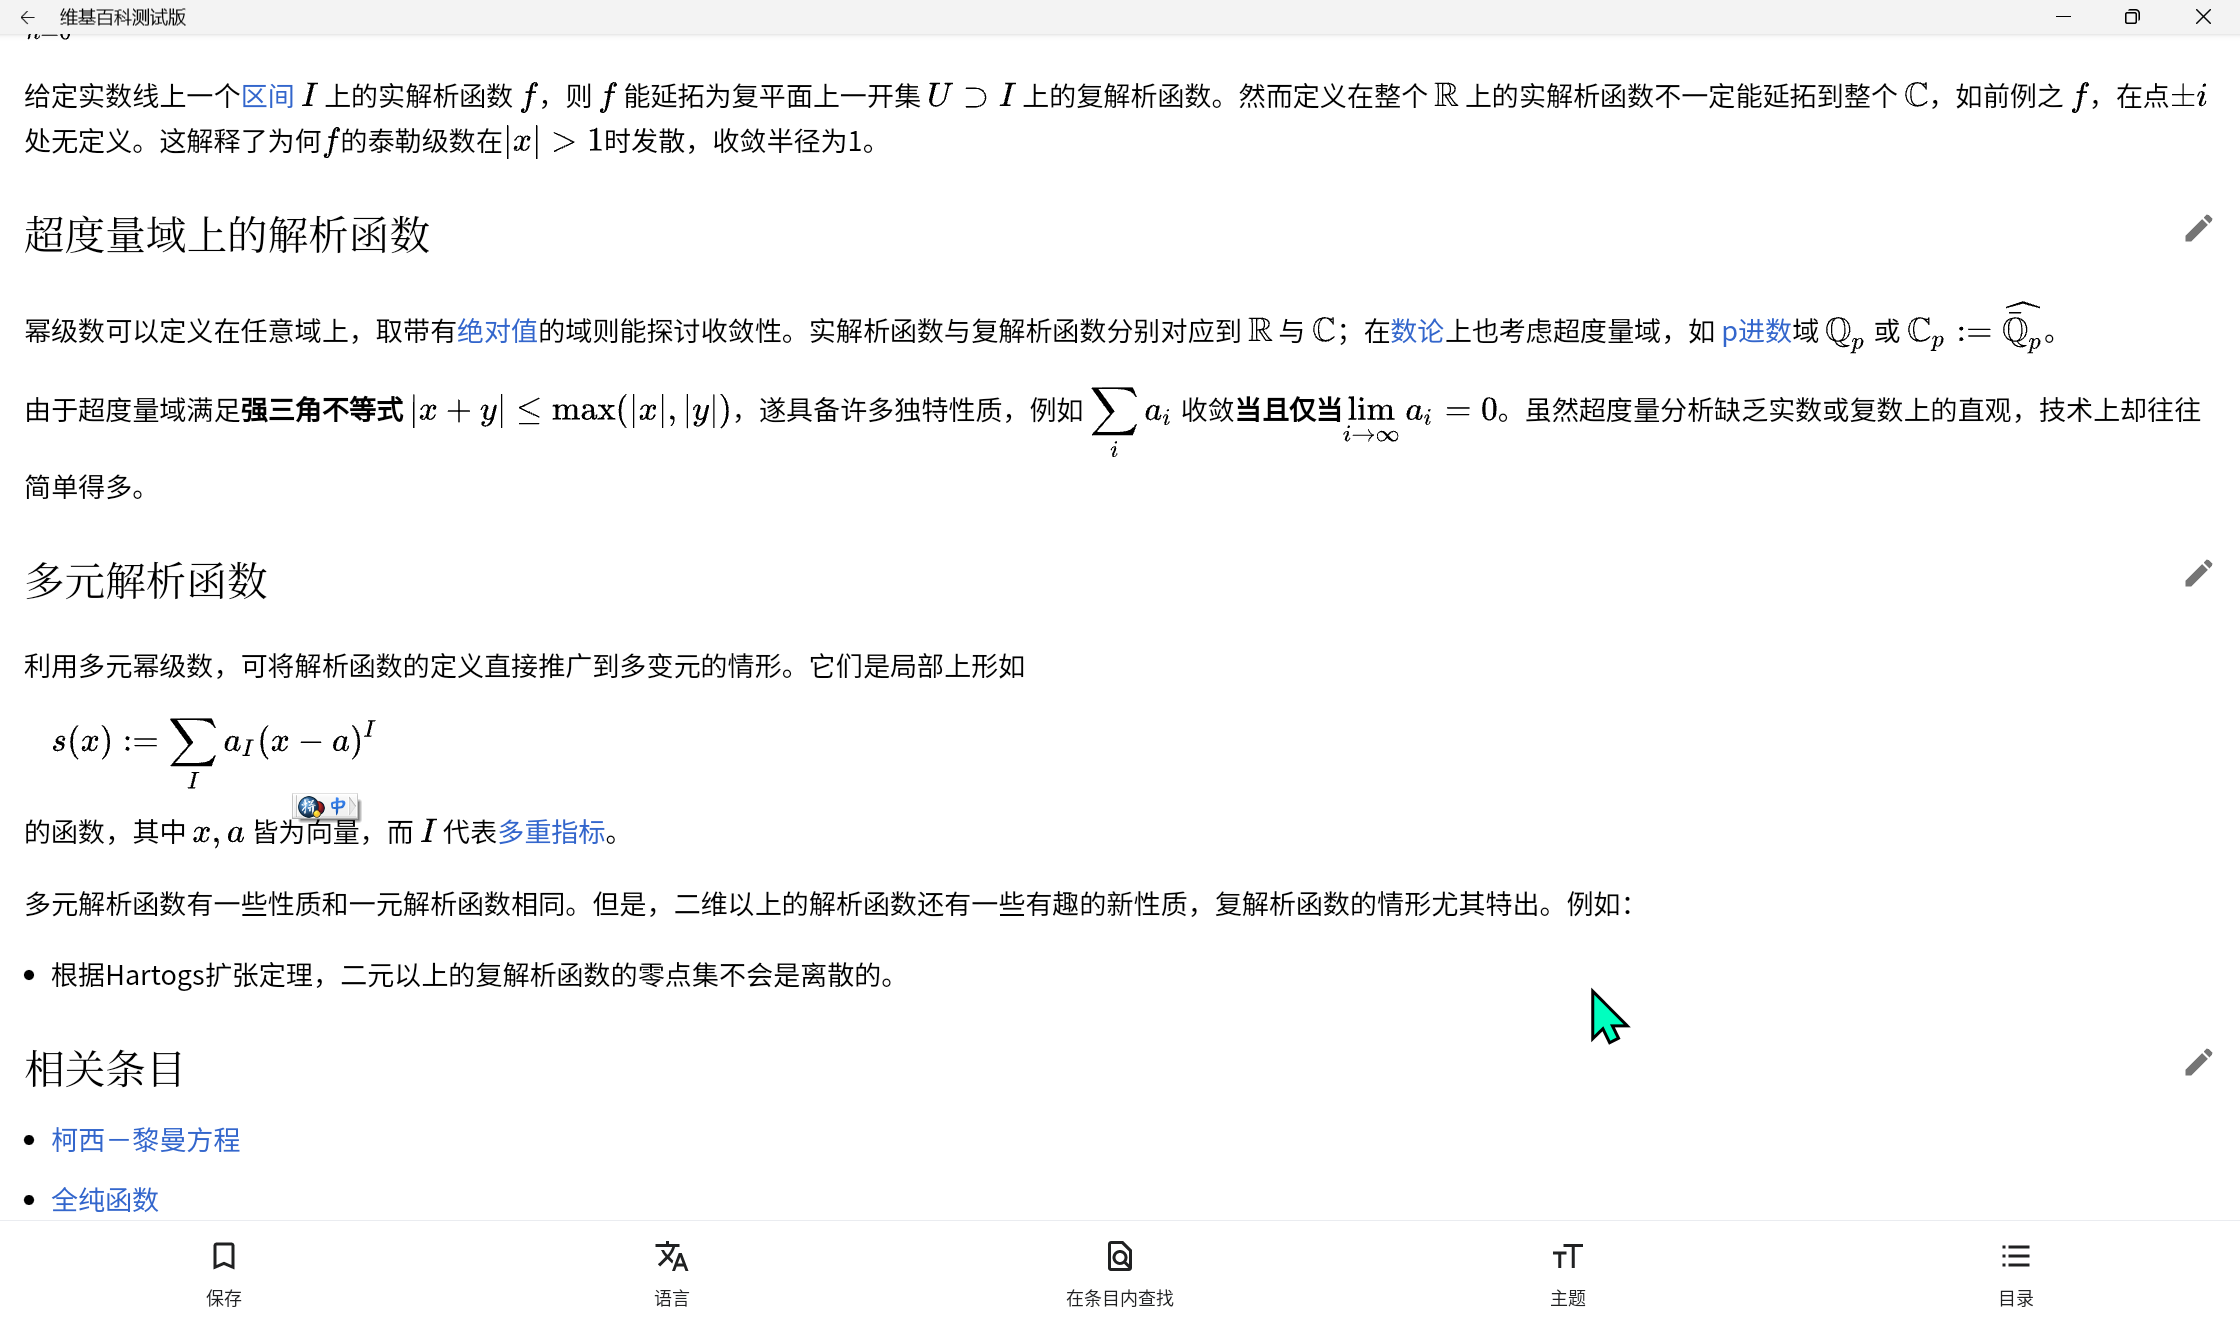 维基百科测试版
给定实数线上一个区间 I 上的实解析函数 f，则 f 能延拓为复平面上一开集 U ⊃ I 上的复解析函数。然而定义在整个 ℝ 上的实解析函数不一定能延拓到整个 ℂ，如前例之 f，在点±i
处无定义。这解释了为何f的泰勒级数在|x| > 1时发散，收敛半径为1。
超度量域上的解析函数
幂级数可以定义在任意域上，取带有绝对值的域则能探讨收敛性。实解析函数与复解析函数分别对应到 ℝ 与 ℂ；在数论上也考虑超度量域，如 p进数域 ℚ_p 或 ℂ_p := \widehat{\bar{ℚ}_p}。
由于超度量域满足强三角不等式 |x + y| ≤ max(|x|, |y|)，遂具备许多独特性质，例如 ∑_i a_i 收敛当且仅当 lim_{i→∞} a_i = 0。虽然超度量分析缺乏实数或复数上的直观，技术上却往往
简单得多。
多元解析函数
利用多元幂级数，可将解析函数的定义直接推广到多变元的情形。它们是局部上形如
s(x) := ∑_I a_I(x − a)^I
拼 中
的函数，其中 x, a 皆为向量，而 I 代表多重指标。
多元解析函数有一些性质和一元解析函数相同。但是，二维以上的解析函数还有一些有趣的新性质，复解析函数的情形尤其特出。例如：
• 根据Hartogs扩张定理，二元以上的复解析函数的零点集不会是离散的。
相关条目
• 柯西－黎曼方程
• 全纯函数
保存 语言 在条目内查找 主题 目录